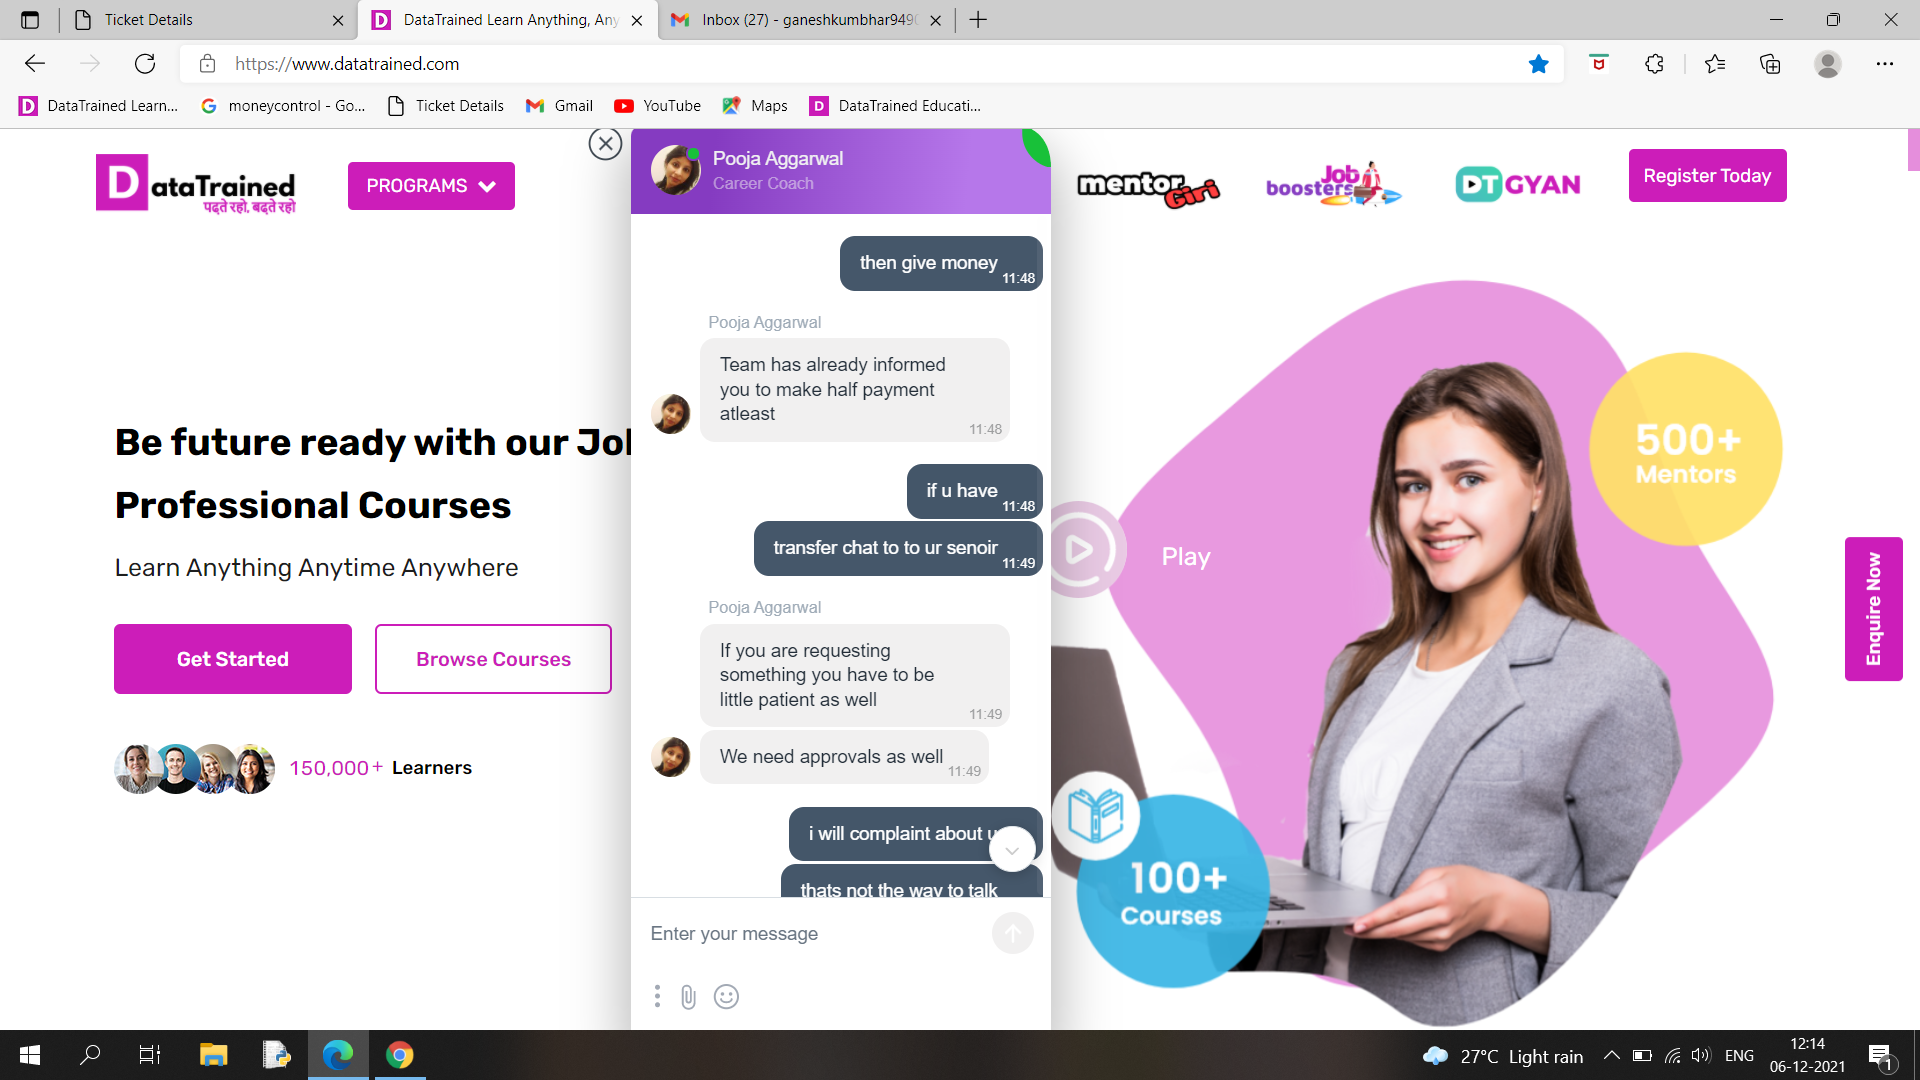 Ticket Details
DataTrained Learn Anything, Any
Inbox (27) - ganeshkumbhar949
https://www.datatrained.com
DataTrained Learn...
moneycontrol - Go...
Ticket Details
Gmail
YouTube
Maps
DataTrained Educati...
DataTrained
पढ़ते रहो, बढ़ते रहो
PROGRAMS
Pooja Aggarwal
Career Coach
mentor Giri
Job boosters
DT GYAN
Register Today
then give money
11:48
Pooja Aggarwal
Team has already informed
you to make half payment
atleast
11:48
if u have
11:48
transfer chat to to ur senoir
11:49
Pooja Aggarwal
If you are requesting
something you have to be
little patient as well
11:49
We need approvals as well
11:49
i will complaint about u
thats not the way to talk
Enter your message
Be future ready with our Jo
Professional Courses
Learn Anything Anytime Anywhere
Get Started
Browse Courses
150,000+ Learners
Play
500+
Mentors
100+
Courses
Enquire Now
27°C Light rain
ENG
12:14
06-12-2021
1